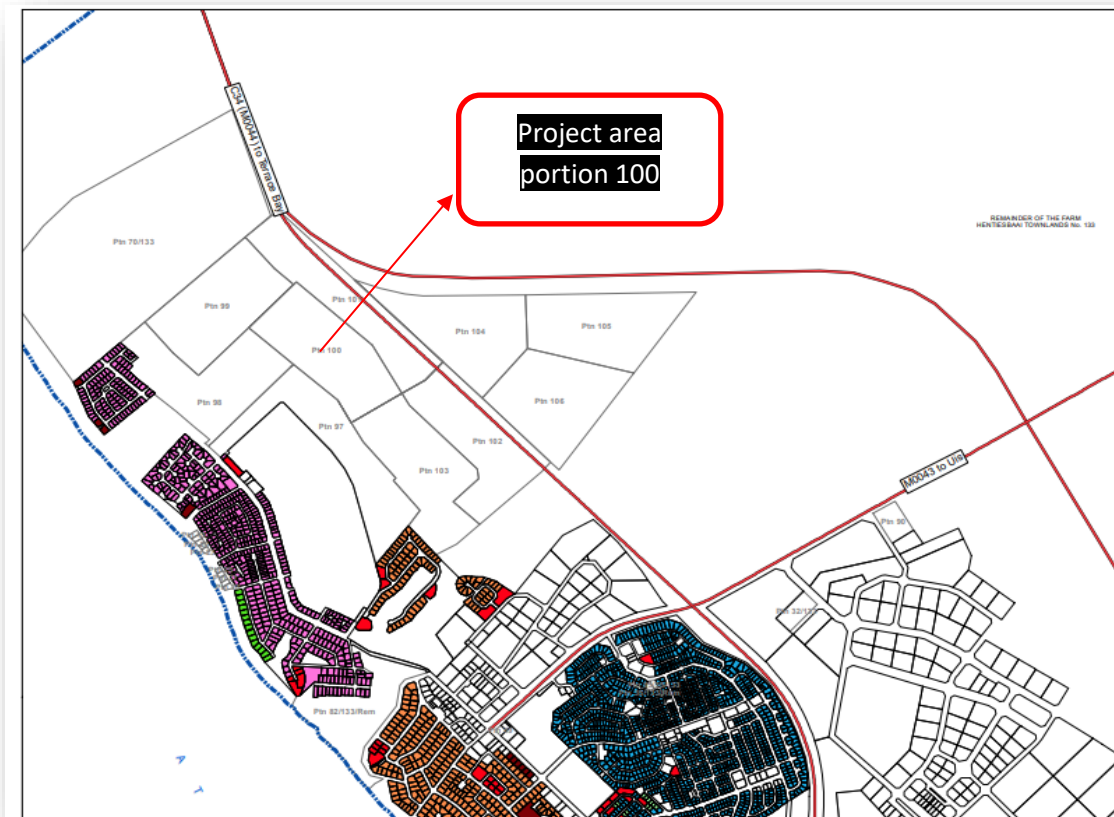 C34 (M0044) to Terrace Bay
Project area
portion 100
REMAINDER OF THE FARM
HENTIESBAAI TOWNLANDS No. 133
Ptn 70/133
Ptn 99
Ptn 10
Ptn 104
Ptn 105
Ptn 100
Ptn 98
Ptn 106
Ptn 97
Ptn 102
Ptn 103
M0043 to Uis
Ptn 90
Ptn 82/133/Rem
A T